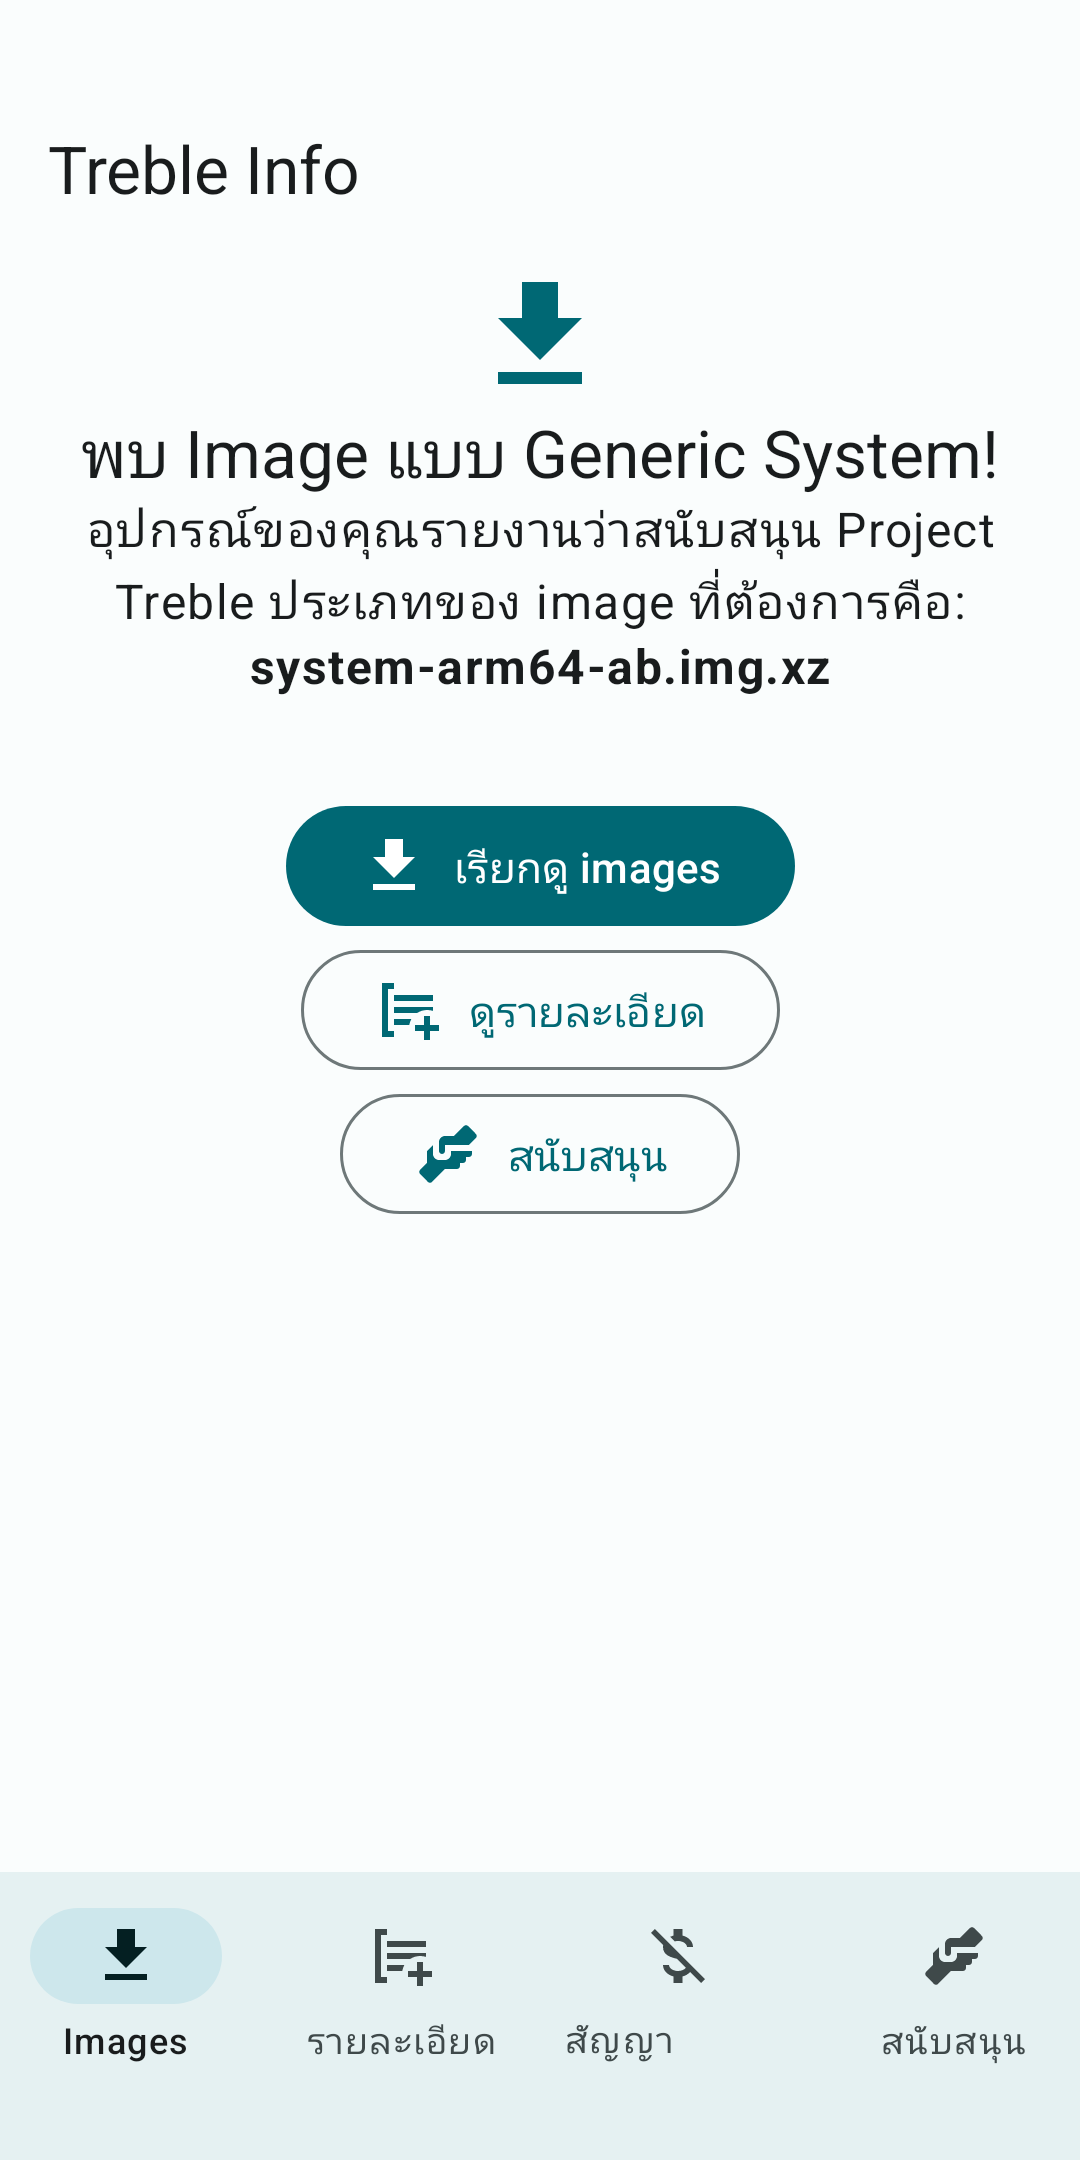 Treble Info
พบ Image แบบ Generic System!
อุปกรณ์ของคุณรายงานว่าสนับสนุน Project
Treble ประเภทของ image ที่ต้องการคือ:
system-arm64-ab.img.xz
เรียกดู images
ดูรายละเอียด
สนับสนุน
Images
รายละเอียด
สัญญา
สนับสนุน